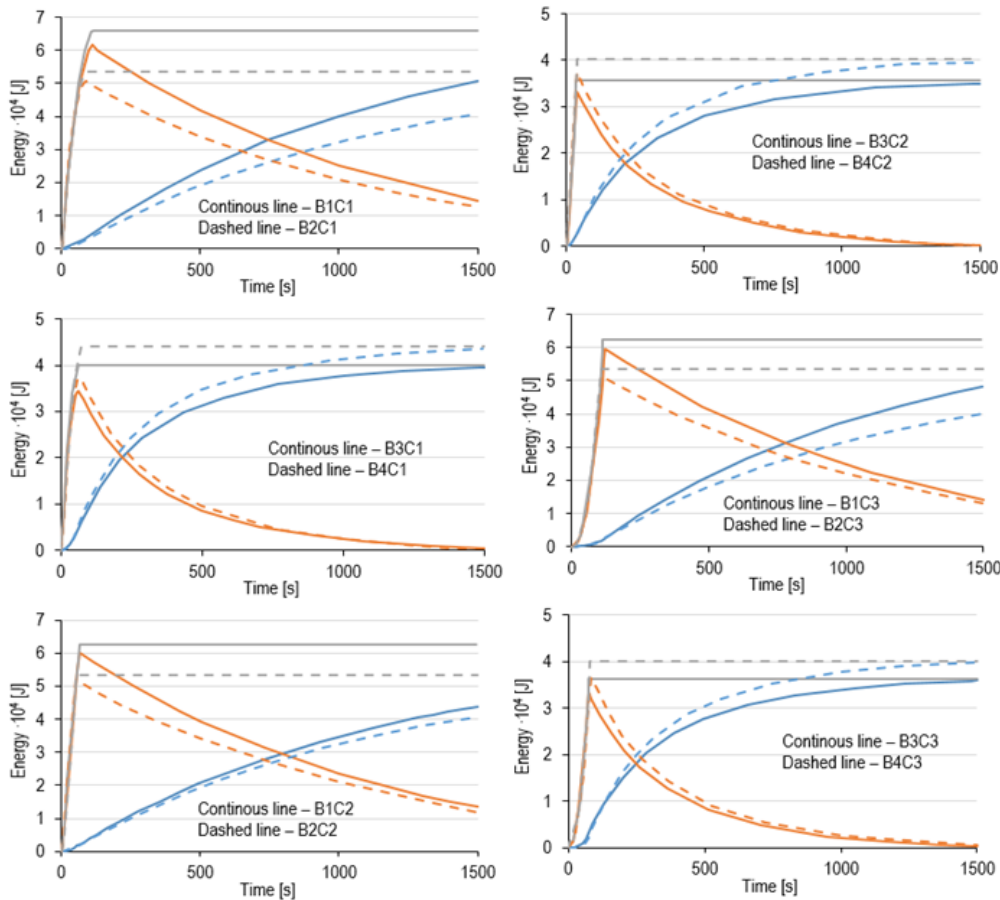 7
6
5
4
3
2
1
0
Energy ·10⁴ [J]
Continous line – B1C1
Dashed line – B2C1
0 500 1000 1500
Time [s]
5
4
3
2
1
0
Energy ·10⁴ [J]
Continous line – B3C2
Dashed line – B4C2
0 500 1000 1500
Time [s]
5
4
3
2
1
0
Energy ·10⁴ [J]
Continous line – B3C1
Dashed line – B4C1
0 500 1000 1500
Time [s]
7
6
5
4
3
2
1
0
Energy ·10⁴ [J]
Continous line – B1C3
Dashed line – B2C3
0 500 1000 1500
Time [s]
7
6
5
4
3
2
1
0
Energy ·10⁴ [J]
Continous line – B1C2
Dashed line – B2C2
0 500 1000 1500
Time [s]
5
4
3
2
1
0
Energy ·10⁴ [J]
Continous line – B3C3
Dashed line – B4C3
0 500 1000 1500
Time [s]